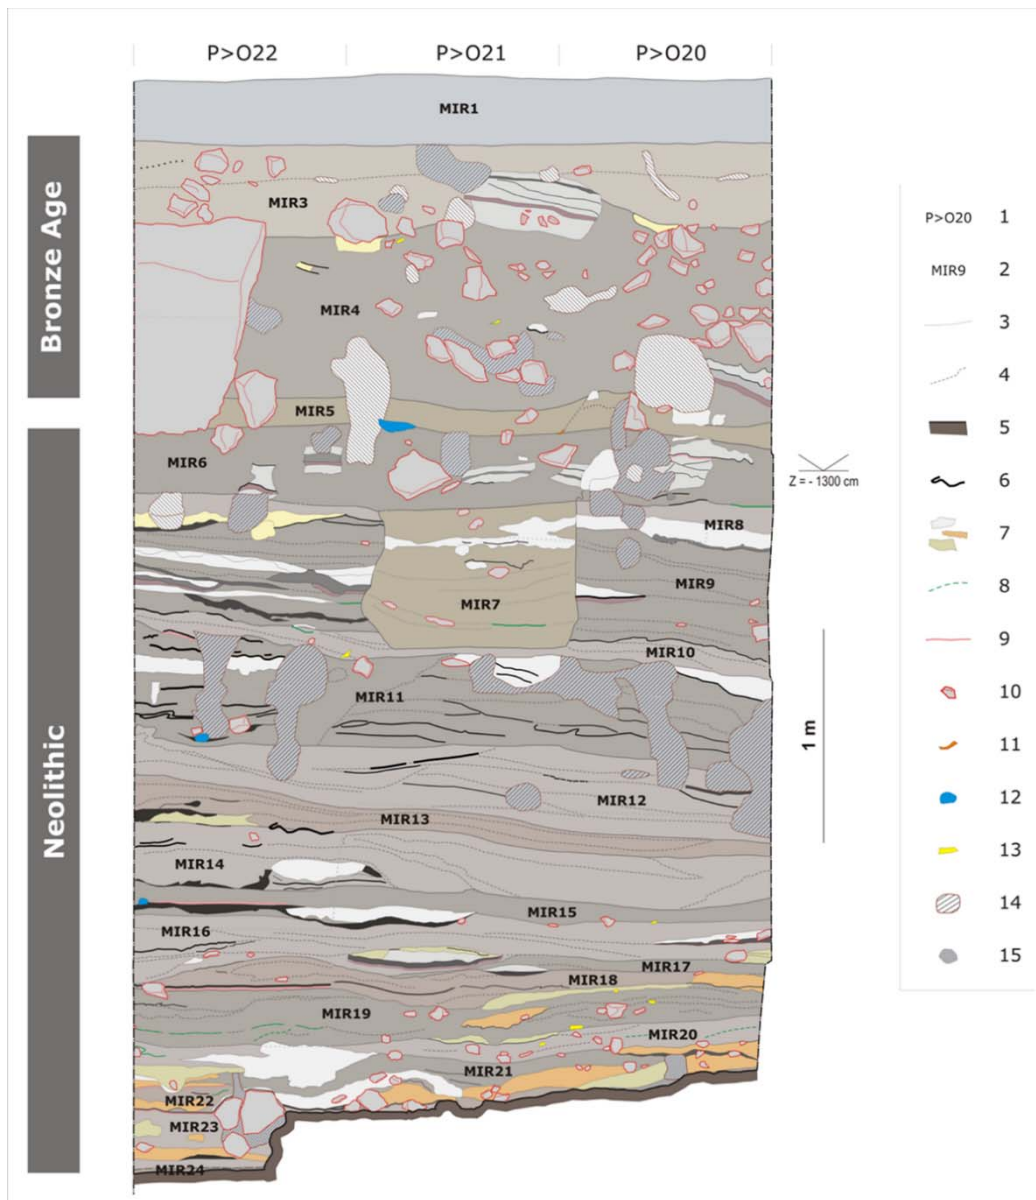 P>O22 P>O21 P>O20
MIR1
Bronze Age
MIR3
MIR4
MIR5
MIR6
Z = - 1300 cm
MIR8
MIR9
MIR7
MIR10
MIR11
1 m
MIR12
MIR13
Neolithic
MIR14
MIR15
MIR16
MIR17
MIR18
MIR19
MIR20
MIR21
MIR22
MIR23
MIR24
P>O20 1
MIR9 2
3
4
5
6
7
8
9
10
11
12
13
14
15